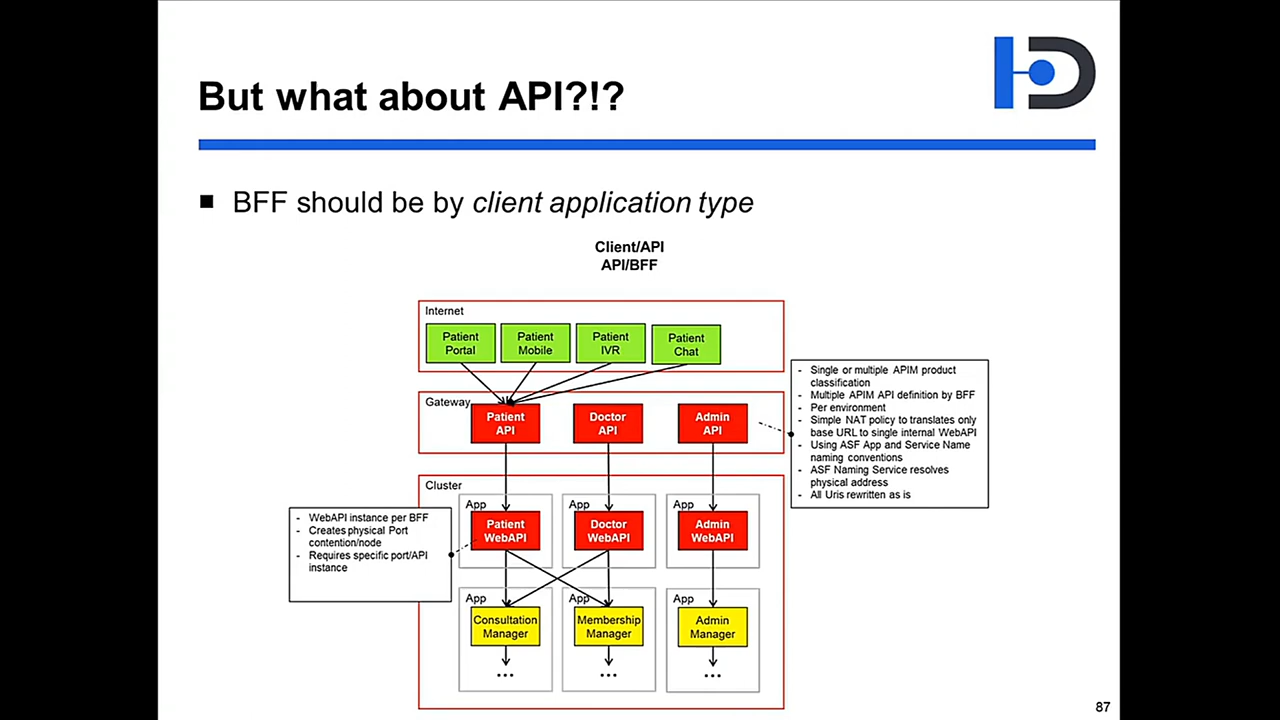 But what about API?!?
BFF should be by client application type
Client/API
API/BFF
Internet
Patient
Portal
Patient
Mobile
Patient
IVR
Patient
Chat
Gateway
Patient
API
Doctor
API
Admin
API
- Single or multiple APIM product
classification
- Multiple APIM API definition by BFF
- Per environment
- Simple NAT policy to translates only
base URL to single internal WebAPI
- Using ASF App and Service Name
naming conventions
- ASF Naming Service resolves
physical address
- All Uris rewritten as is
Cluster
App
Patient
WebAPI
App
Doctor
WebAPI
App
Admin
WebAPI
- WebAPI instance per BFF
- Creates physical Port
contention/node
- Requires specific port/API
instance
App
Consultation
Manager
...
App
Membership
Manager
...
App
Admin
Manager
...
87